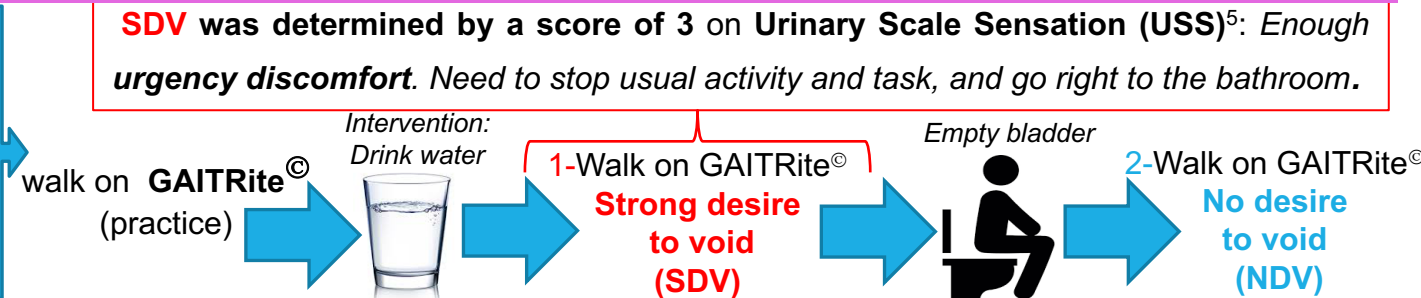 SDV was determined by a score of 3 on Urinary Scale Sensation (USS)5: Enough
urgency discomfort. Need to stop usual activity and task, and go right to the bathroom.
walk on GAITRite©
(practice)
Intervention:
Drink water
1-Walk on GAITRite©
Strong desire
to void
(SDV)
Empty bladder
2-Walk on GAITRite©
No desire
to void
(NDV)